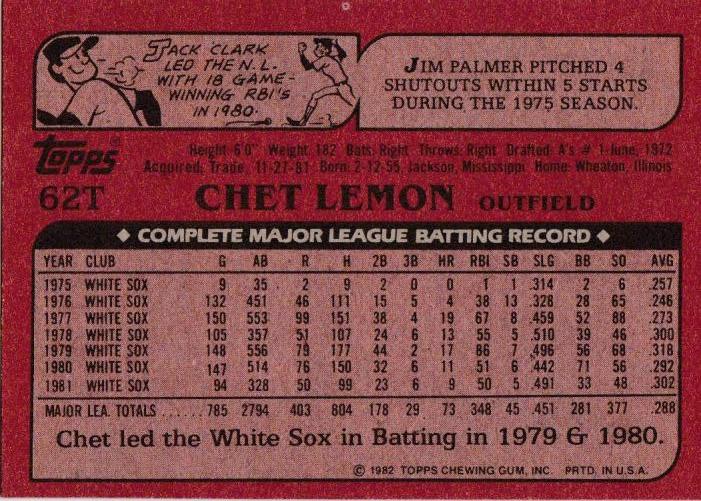 JACK CLARK
LED THE N.L.
WITH 18 GAME-
WINNING RBI'S
IN 1980.
JIM PALMER PITCHED 4
SHUTOUTS WITHIN 5 STARTS
DURING THE 1975 SEASON.
Topps®
Height: 6'0" Weight: 182 Bats: Right Throws: Right Drafted: A's # 1-June, 1972
Acquired: Trade, 11-27-81 Born: 2-12-55, Jackson, Mississippi Home: Wheaton, Illinois
62T CHET LEMON OUTFIELD
◆ COMPLETE MAJOR LEAGUE BATTING RECORD ◆
YEAR CLUB G AB R H 2B 3B HR RBI SB SLG BB SO AVG
1975 WHITE SOX 9 35 2 9 2 0 0 1 1 .314 2 6 .257
1976 WHITE SOX 132 451 46 111 15 5 4 38 13 .328 28 65 .246
1977 WHITE SOX 150 553 99 151 38 4 19 67 8 .459 52 88 .273
1978 WHITE SOX 105 357 51 107 24 6 13 55 5 .510 39 46 .300
1979 WHITE SOX 148 556 79 177 44 2 17 86 7 .496 56 68 .318
1980 WHITE SOX 147 514 76 150 32 6 11 51 6 .442 71 56 .292
1981 WHITE SOX 94 328 50 99 23 6 9 50 5 .491 33 48 .302
MAJOR LEA. TOTALS ...... 785 2794 403 804 178 29 73 348 45 .451 281 377 .288
Chet led the White Sox in Batting in 1979 & 1980.
© 1982 TOPPS CHEWING GUM, INC. PRTD. IN U.S.A.